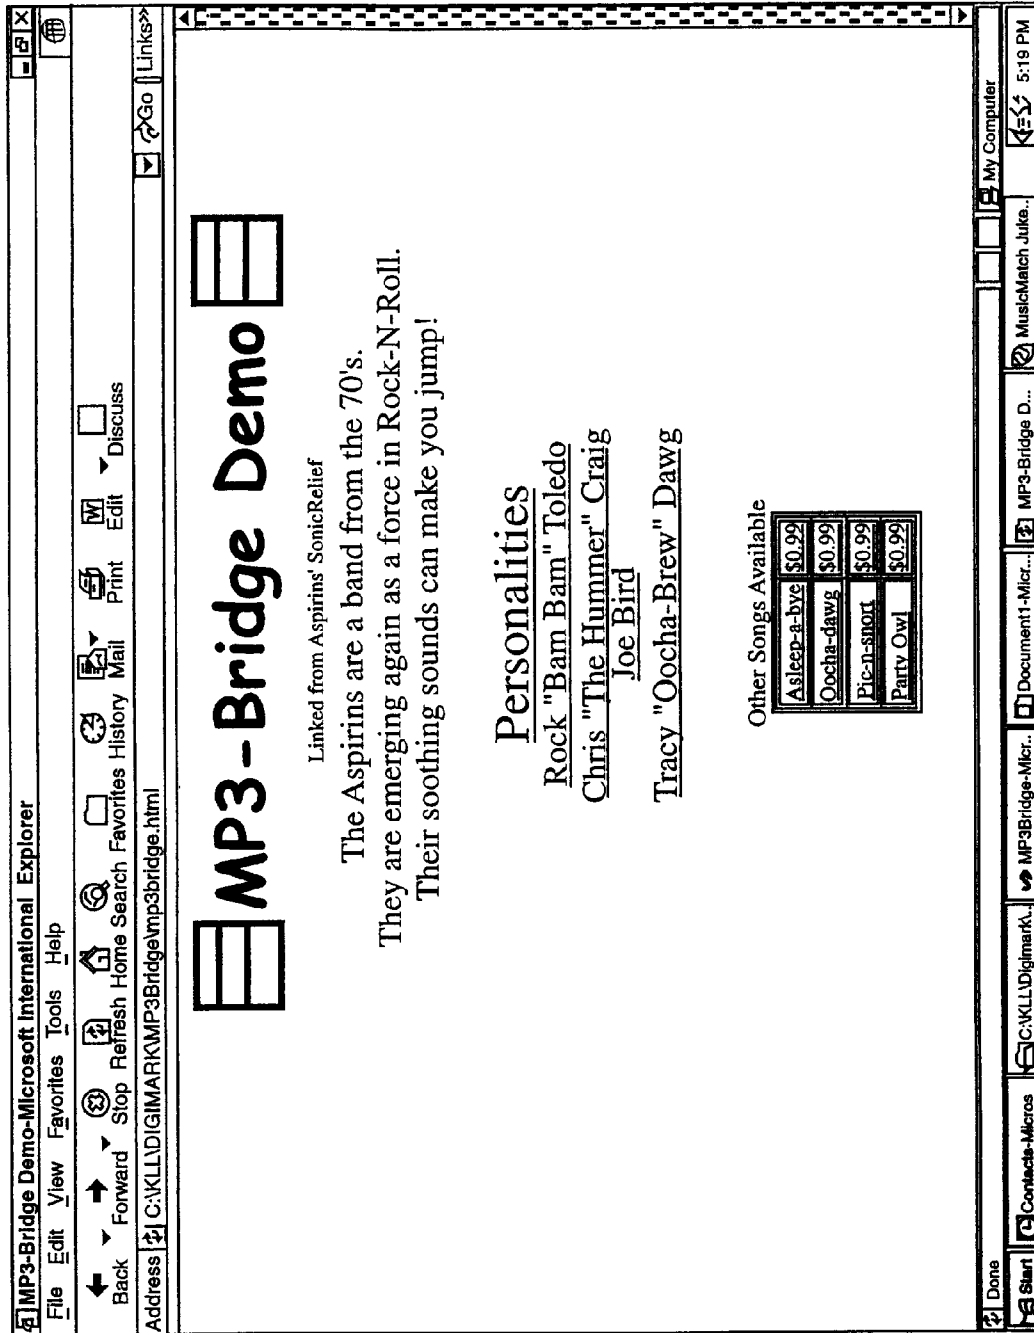 MP3-Bridge Demo-Microsoft International Explorer
File Edit View Favorites Tools Help
Back Forward Stop Refresh Home Search Favorites History Mail Print Edit Discuss
Address C:\KLL\DIGIMARK\MP3Bridge\mp3bridge.html Go Links»
MP3-Bridge Demo
Linked from Aspirins' SonicRelief
The Aspirins are a band from the 70's.
They are emerging again as a force in Rock-N-Roll.
Their soothing sounds can make you jump!
Personalities
Rock "Bam Bam" Toledo
Chris "The Hummer" Craig
Joe Bird
Tracy "Oocha-Brew" Dawg
Other Songs Available
Asleep-a-bye $0.99
Oocha-dawg $0.99
Pic-n-snort $0.99
Party Owl $0.99
Done My Computer
Start Contacts-Micros C:\KLL\Digimark\.. MP3Bridge-Micr.. Document1-Micr... MP3-Bridge D... MusicMatch Juke.. 5:19 PM